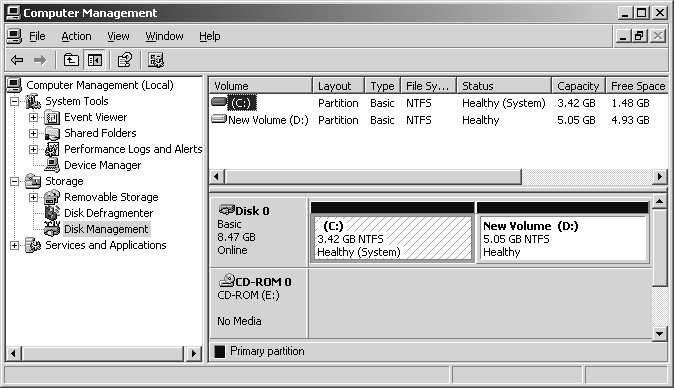 Computer Management
File Action View Window Help
Computer Management (Local)
System Tools
Event Viewer
Shared Folders
Performance Logs and Alerts
Device Manager
Storage
Removable Storage
Disk Defragmenter
Disk Management
Services and Applications
Volume Layout Type File Sy... Status Capacity Free Space
(C:) Partition Basic NTFS Healthy (System) 3.42 GB 1.48 GB
New Volume (D:) Partition Basic NTFS Healthy 5.05 GB 4.93 GB
Disk 0
Basic
8.47 GB
Online
(C:)
3.42 GB NTFS
Healthy (System)
New Volume (D:)
5.05 GB NTFS
Healthy
CD-ROM 0
CD-ROM (E:)
No Media
Primary partition